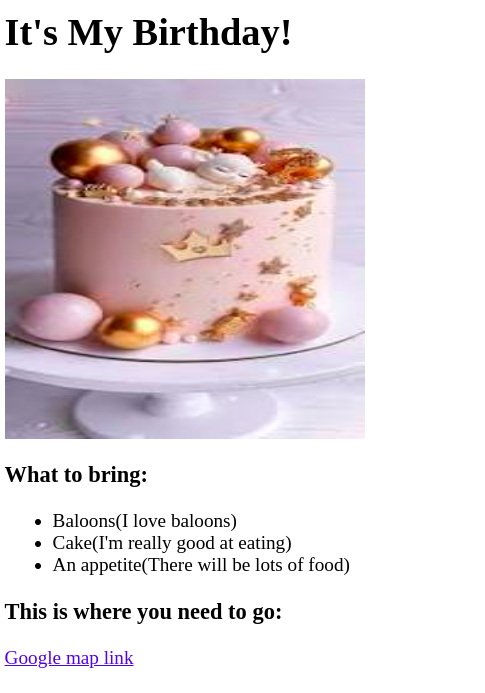 It's My Birthday!
What to bring:
Baloons(I love baloons)
Cake(I'm really good at eating)
An appetite(There will be lots of food)
This is where you need to go:
Google map link